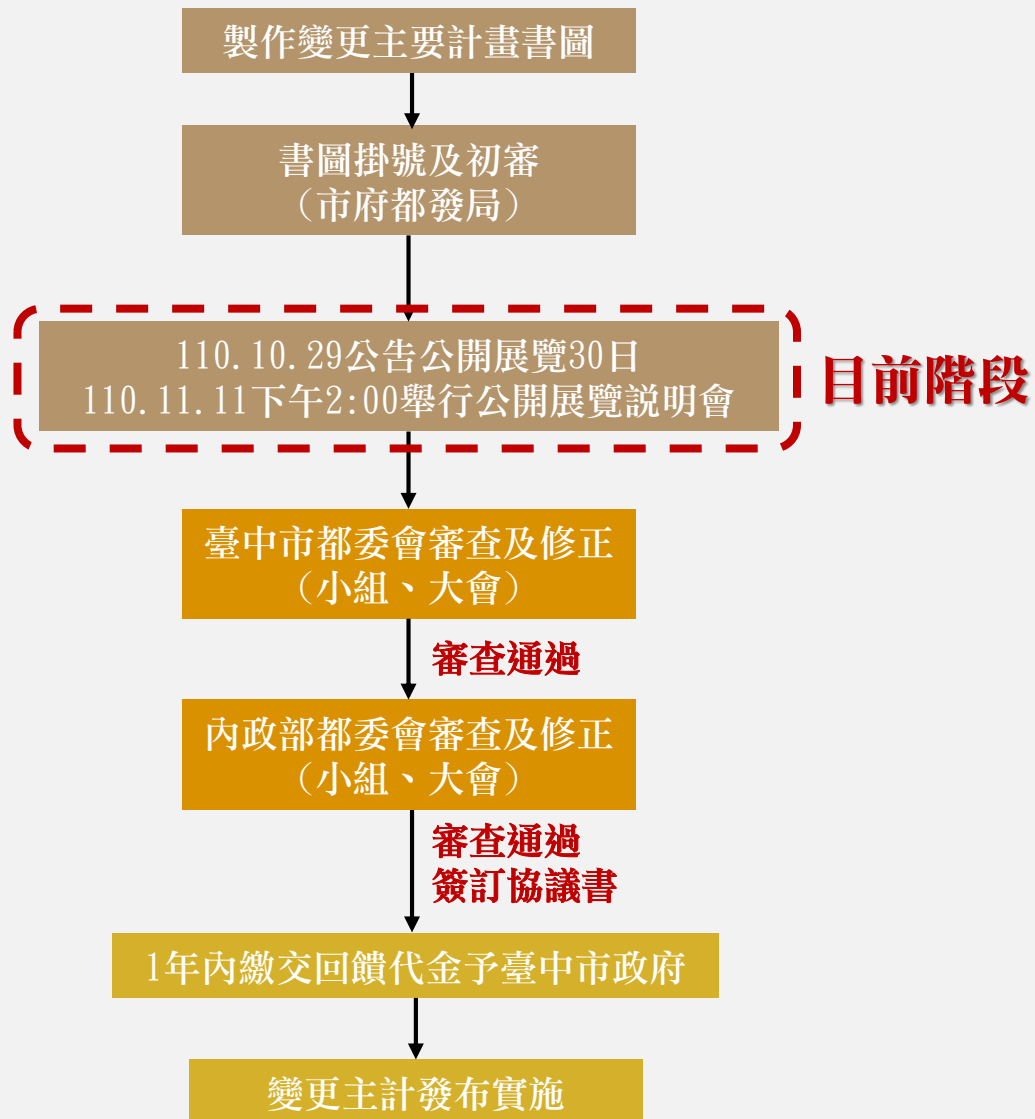 製作變更主要計畫書圖
書圖掛號及初審
（市府都發局）
110.10.29公告公開展覽30日
110.11.11下午2:00舉行公開展覽説明會
目前階段
臺中市都委會審查及修正
（小組、大會）
審查通過
內政部都委會審查及修正
（小組、大會）
審查通過
簽訂協議書
1年內繳交回饋代金予臺中市政府
變更主計發布實施